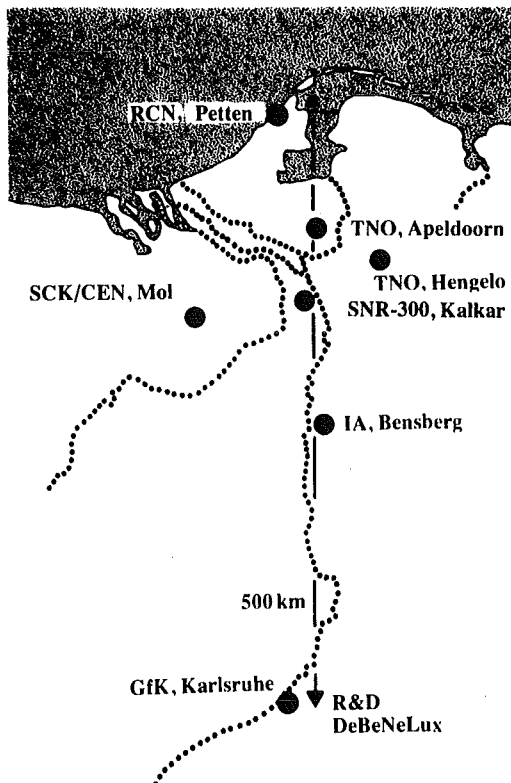 RCN, Petten
TNO, Apeldoorn
TNO, Hengelo
SCK/CEN, Mol
SNR-300, Kalkar
IA, Bensberg
500 km
GfK, Karlsruhe
R&D
DeBeNeLux